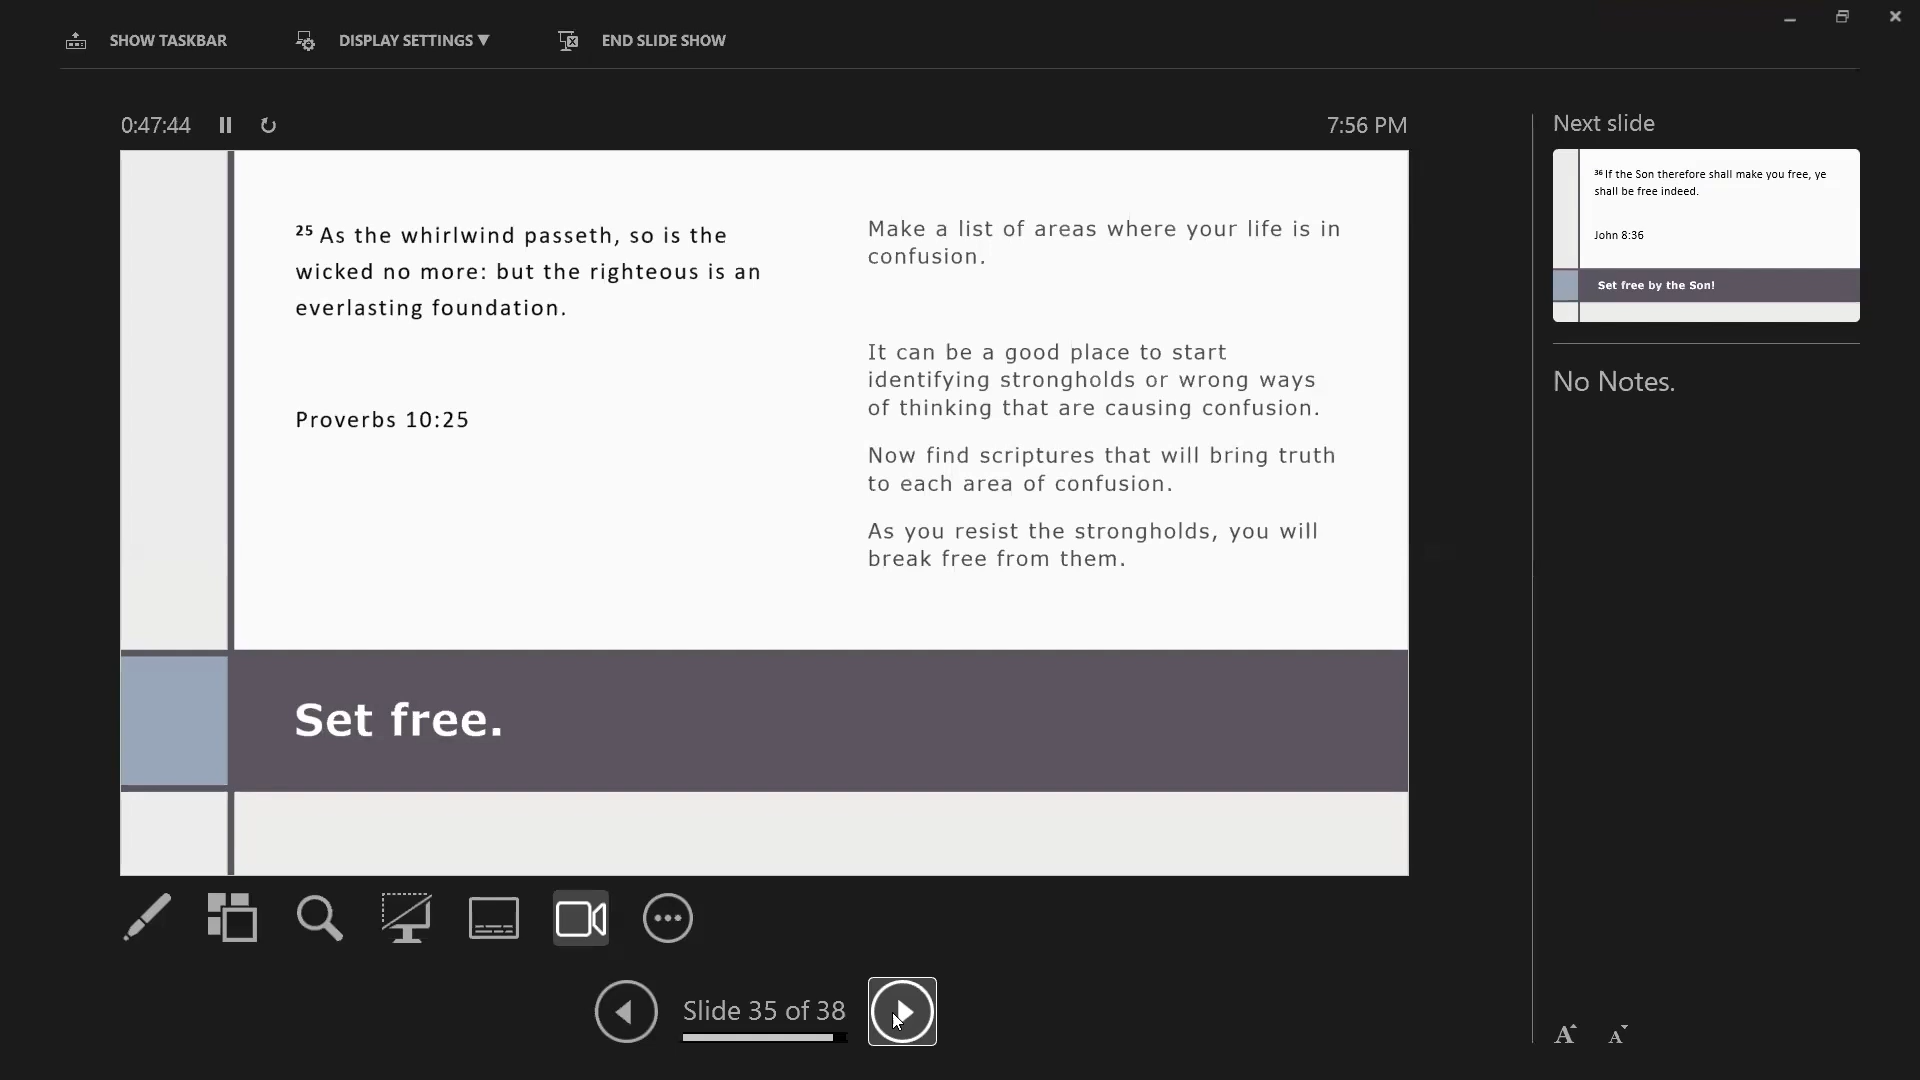 SHOW TASKBAR
DISPLAY SETTINGS ▼
END SLIDE SHOW
0:47:44
7:56 PM
25 As the whirlwind passeth, so is the
wicked no more: but the righteous is an
everlasting foundation.
Proverbs 10:25
Make a list of areas where your life is in
confusion.
It can be a good place to start
identifying strongholds or wrong ways
of thinking that are causing confusion.
Now find scriptures that will bring truth
to each area of confusion.
As you resist the strongholds, you will
break free from them.
Set free.
Slide 35 of 38
Next slide
36 If the Son therefore shall make you free, ye
shall be free indeed.
John 8:36
Set free by the Son!
No Notes.
A A